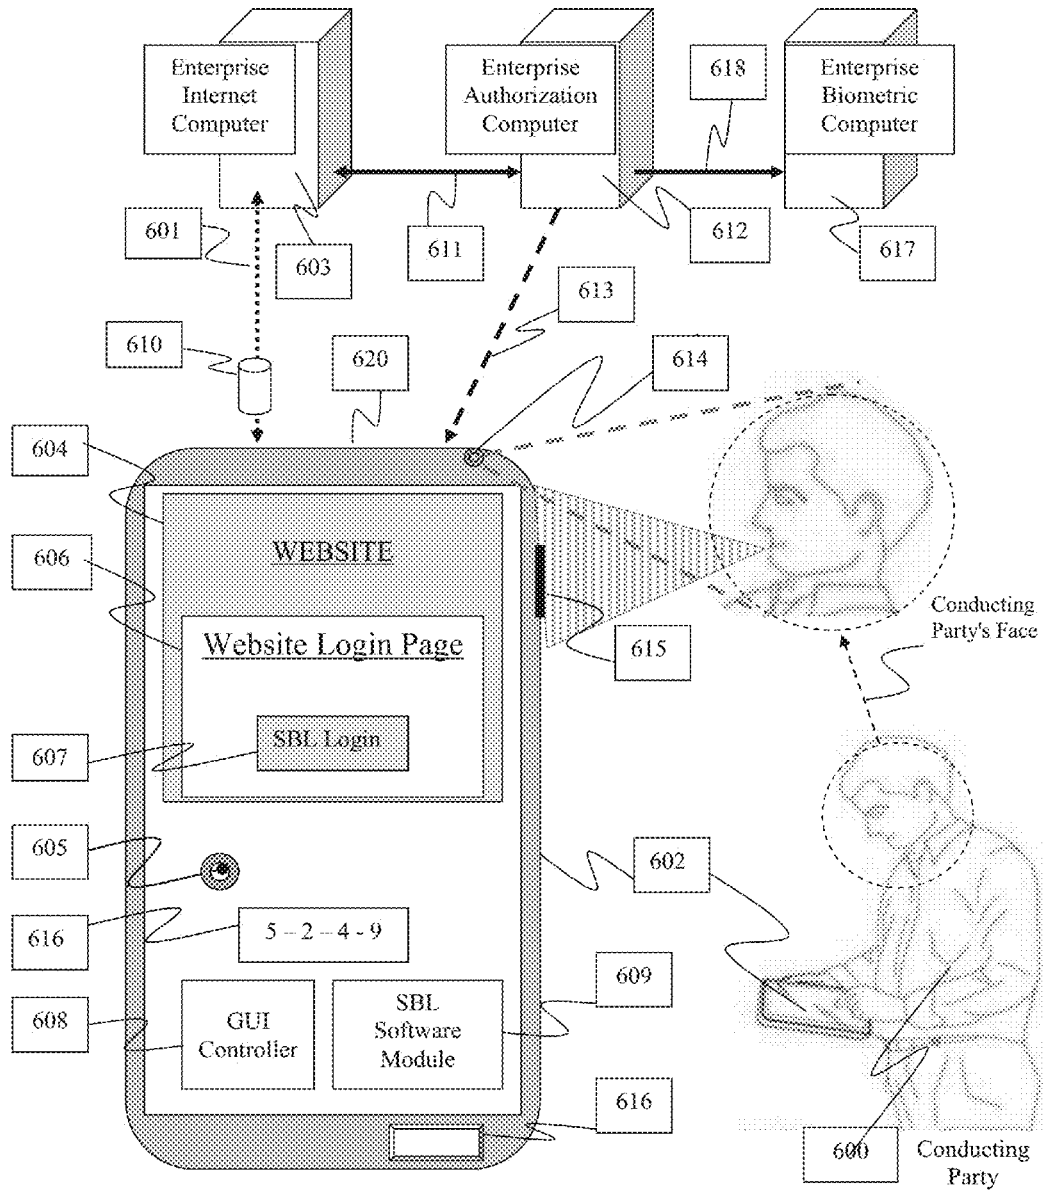 Enterprise
Internet
Computer
Enterprise
Authorization
Computer
618
Enterprise
Biometric
Computer
601
603
611
612
617
613
610
620
614
604
606
WEBSITE
Website Login Page
Conducting
Party's Face
615
607
SBL Login
605
602
616
5 – 2 – 4 - 9
609
608
GUI
Controller
SBL
Software
Module
616
600
Conducting
Party